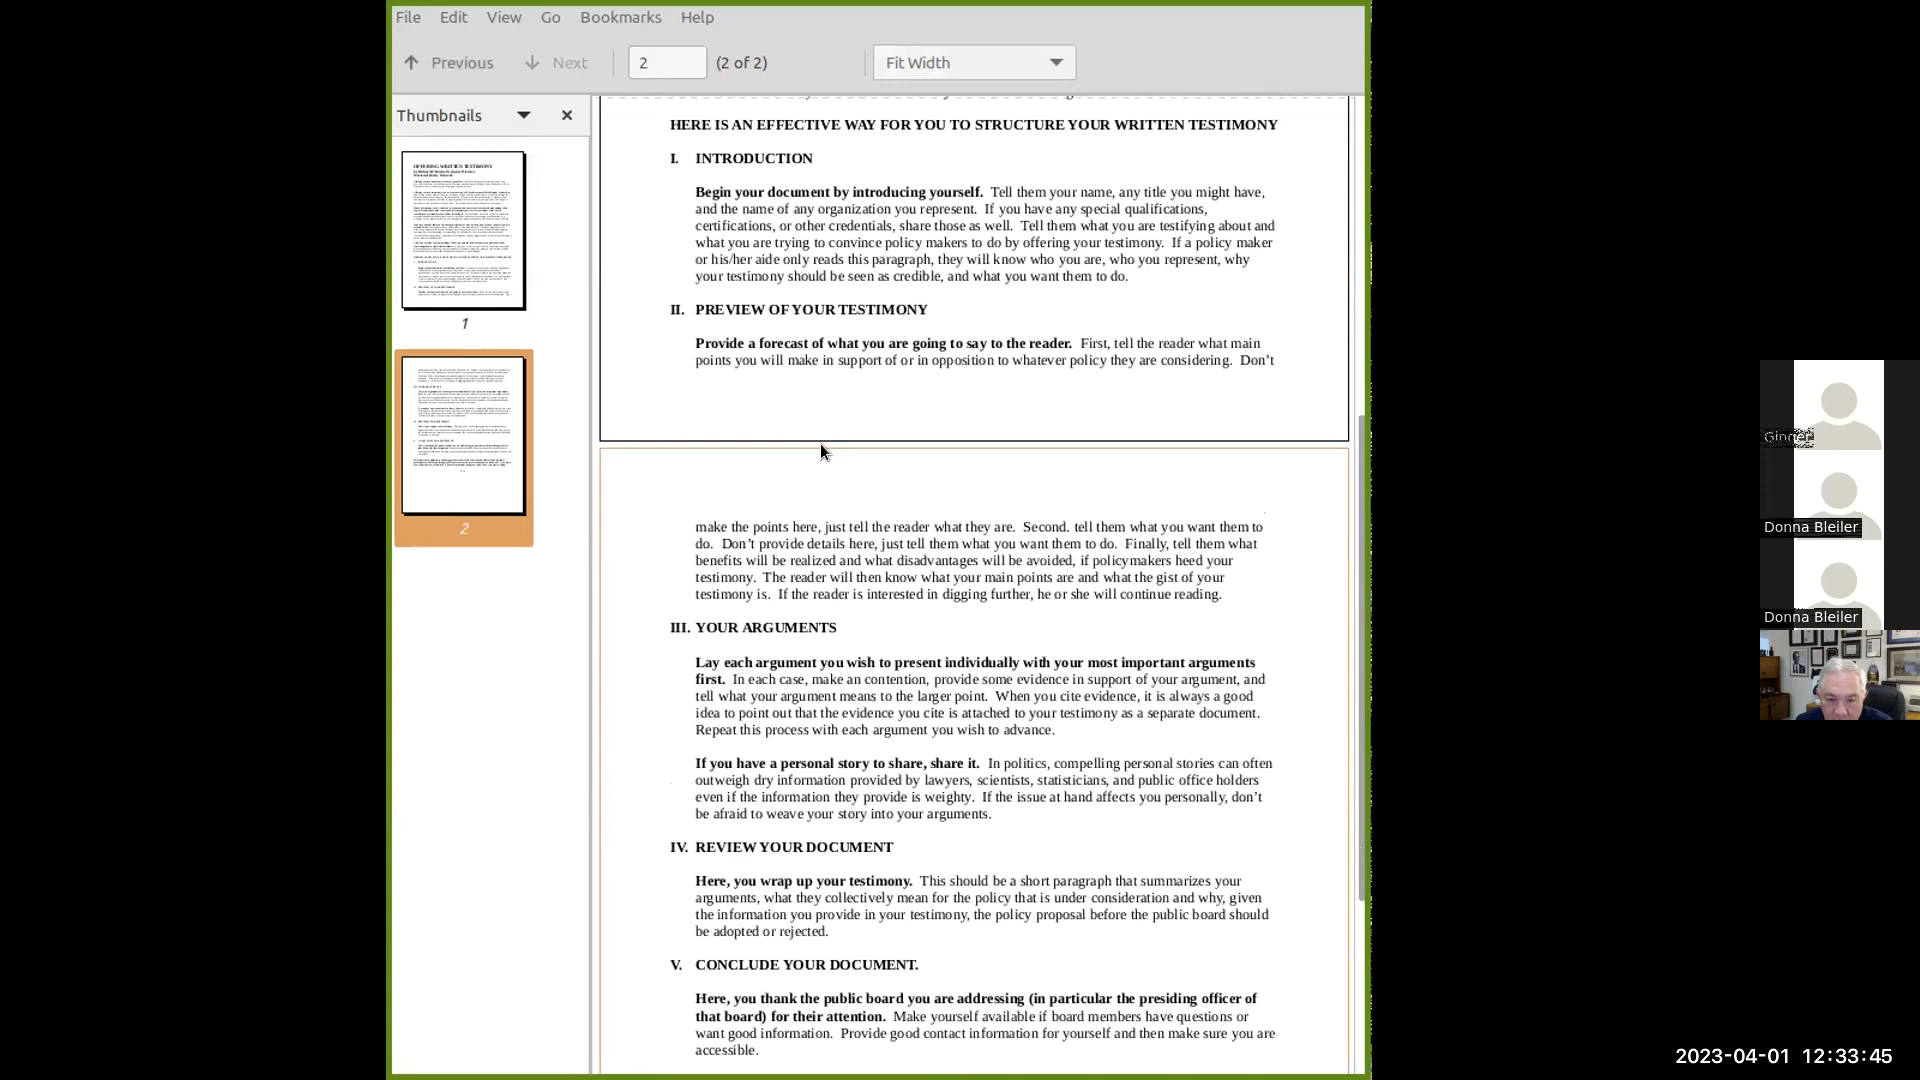 File Edit View Go Bookmarks Help
Previous Next 2 (2 of 2) Fit Width
Thumbnails
1
2
HERE IS AN EFFECTIVE WAY FOR YOU TO STRUCTURE YOUR WRITTEN TESTIMONY
I. INTRODUCTION
Begin your document by introducing yourself. Tell them your name, any title you might have,
and the name of any organization you represent. If you have any special qualifications,
certifications, or other credentials, share those as well. Tell them what you are testifying about and
what you are trying to convince policy makers to do by offering your testimony. If a policy maker
or his/her aide only reads this paragraph, they will know who you are, who you represent, why
your testimony should be seen as credible, and what you want them to do.
II. PREVIEW OF YOUR TESTIMONY
Provide a forecast of what you are going to say to the reader. First, tell the reader what main
points you will make in support of or in opposition to whatever policy they are considering. Don't
make the points here, just tell the reader what they are. Second. tell them what you want them to
do. Don't provide details here, just tell them what you want them to do. Finally, tell them what
benefits will be realized and what disadvantages will be avoided, if policymakers heed your
testimony. The reader will then know what your main points are and what the gist of your
testimony is. If the reader is interested in digging further, he or she will continue reading.
III. YOUR ARGUMENTS
Lay each argument you wish to present individually with your most important arguments
first. In each case, make an contention, provide some evidence in support of your argument, and
tell what your argument means to the larger point. When you cite evidence, it is always a good
idea to point out that the evidence you cite is attached to your testimony as a separate document.
Repeat this process with each argument you wish to advance.
If you have a personal story to share, share it. In politics, compelling personal stories can often
outweigh dry information provided by lawyers, scientists, statisticians, and public office holders
even if the information they provide is weighty. If the issue at hand affects you personally, don't
be afraid to weave your story into your arguments.
IV. REVIEW YOUR DOCUMENT
Here, you wrap up your testimony. This should be a short paragraph that summarizes your
arguments, what they collectively mean for the policy that is under consideration and why, given
the information you provide in your testimony, the policy proposal before the public board should
be adopted or rejected.
V. CONCLUDE YOUR DOCUMENT.
Here, you thank the public board you are addressing (in particular the presiding officer of
that board) for their attention. Make yourself available if board members have questions or
want good information. Provide good contact information for yourself and then make sure you are
accessible.
Ginger
Donna Bleiler
Donna Bleiler
2023-04-01 12:33:45